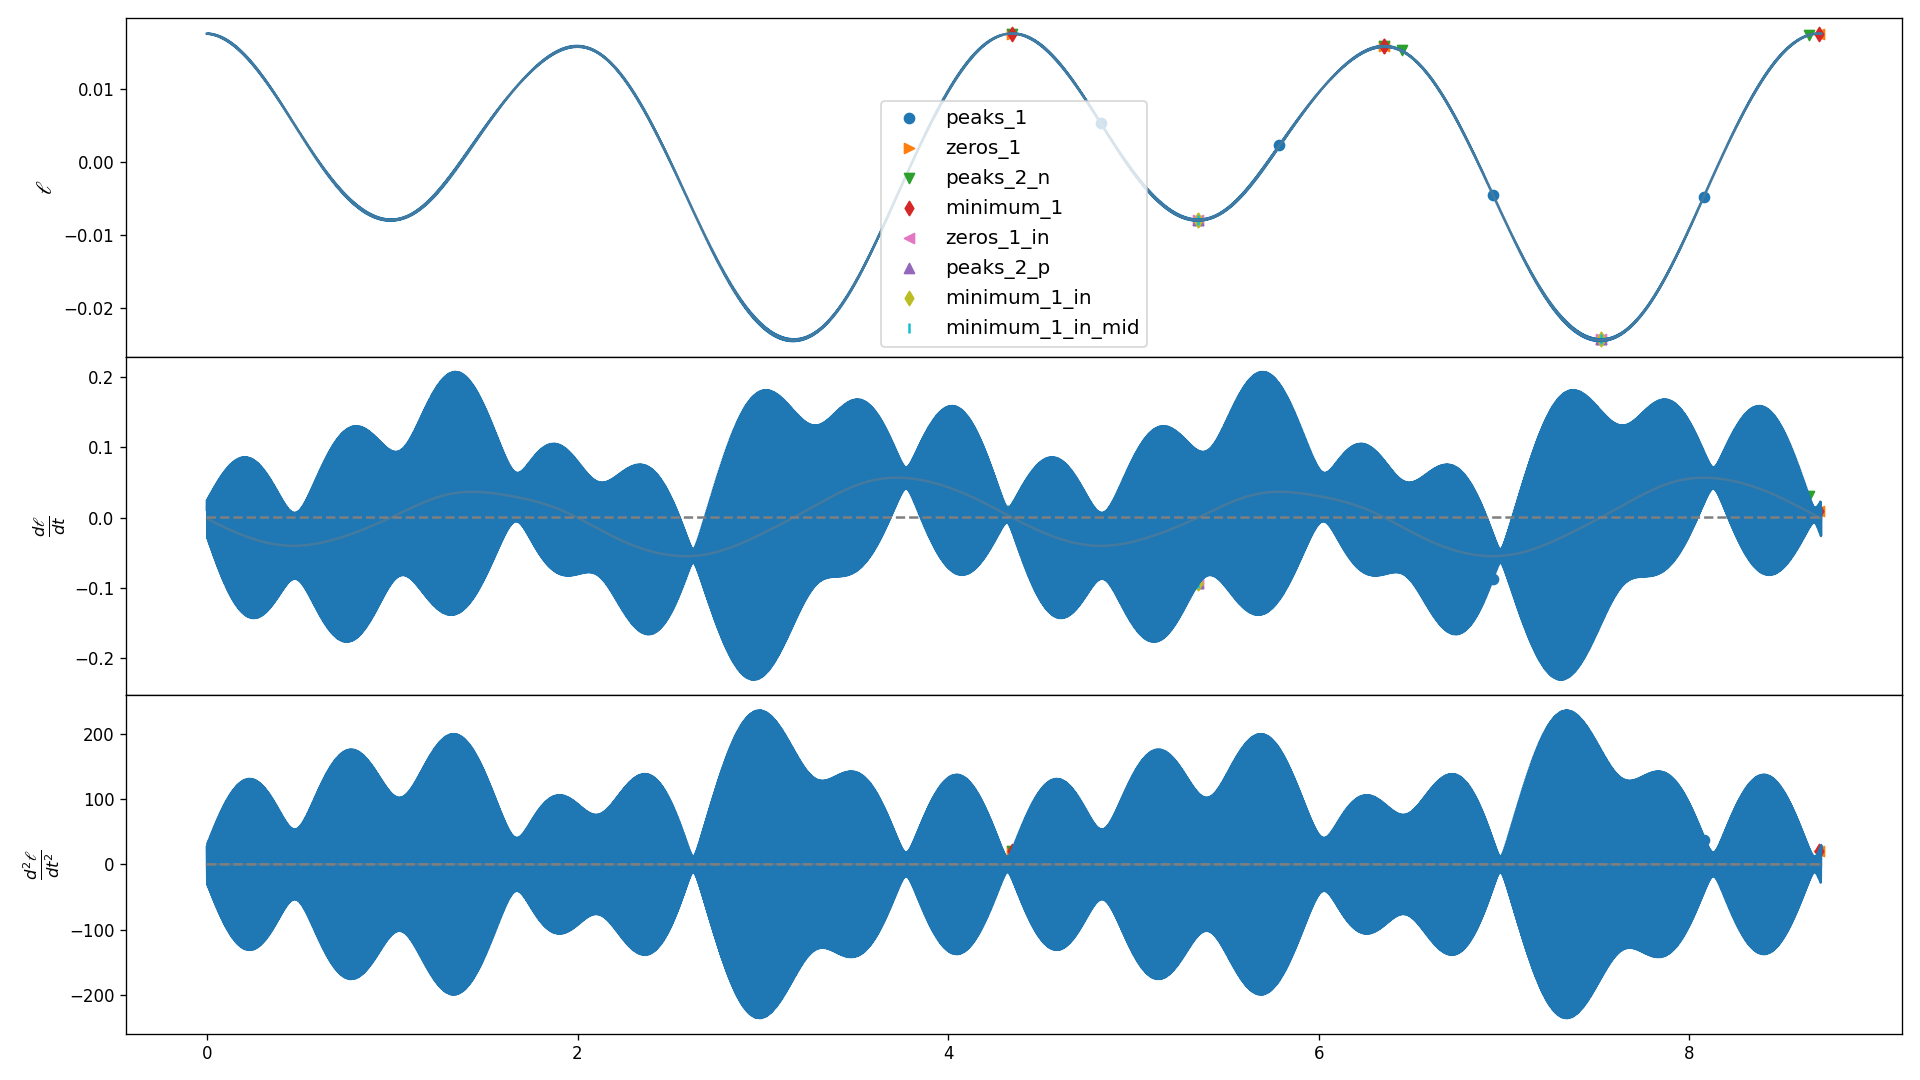 0.01
0.00
−0.01
−0.02
ℓ
peaks_1
zeros_1
peaks_2_n
minimum_1
zeros_1_in
peaks_2_p
minimum_1_in
minimum_1_in_mid
0.2
0.1
0.0
−0.1
−0.2
dℓ
dt
200
100
0
−100
−200
d²ℓ
dt²
0 2 4 6 8